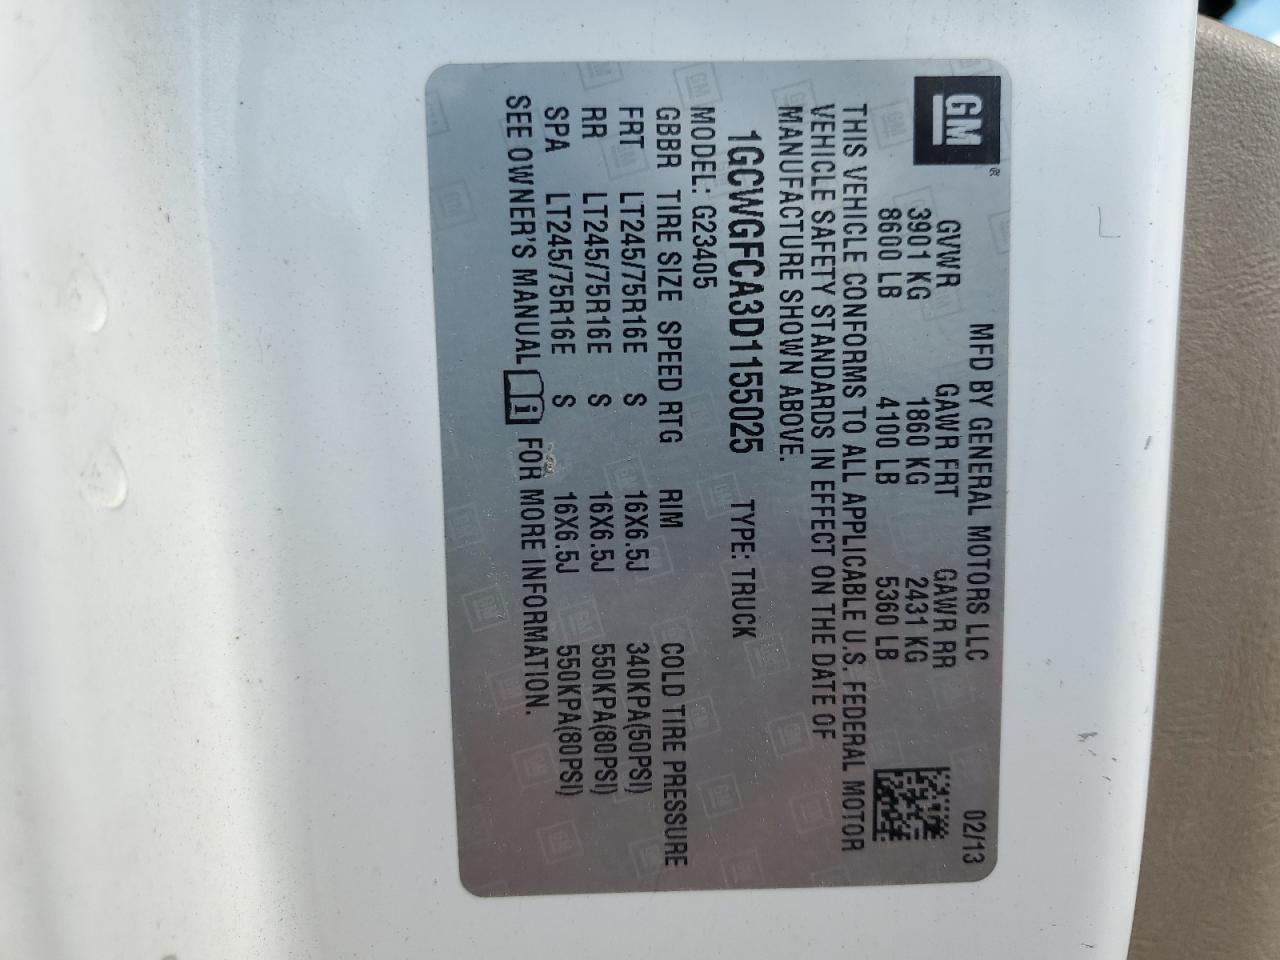 GM®
MFD BY GENERAL MOTORS LLC 02/13
GVWR GAWR FRT GAWR RR
3901 KG 1860 KG 2431 KG
8600 LB 4100 LB 5360 LB
THIS VEHICLE CONFORMS TO ALL APPLICABLE U.S. FEDERAL MOTOR
VEHICLE SAFETY STANDARDS IN EFFECT ON THE DATE OF
MANUFACTURE SHOWN ABOVE.
1GCWGFCA3D1155025 TYPE: TRUCK
MODEL: G23405
GBBR TIRE SIZE SPEED RTG RIM COLD TIRE PRESSURE
FRT LT245/75R16E S 16X6.5J 340KPA(50PSI)
RR LT245/75R16E S 16X6.5J 550KPA(80PSI)
SPA LT245/75R16E S 16X6.5J 550KPA(80PSI)
SEE OWNER'S MANUAL i FOR MORE INFORMATION.